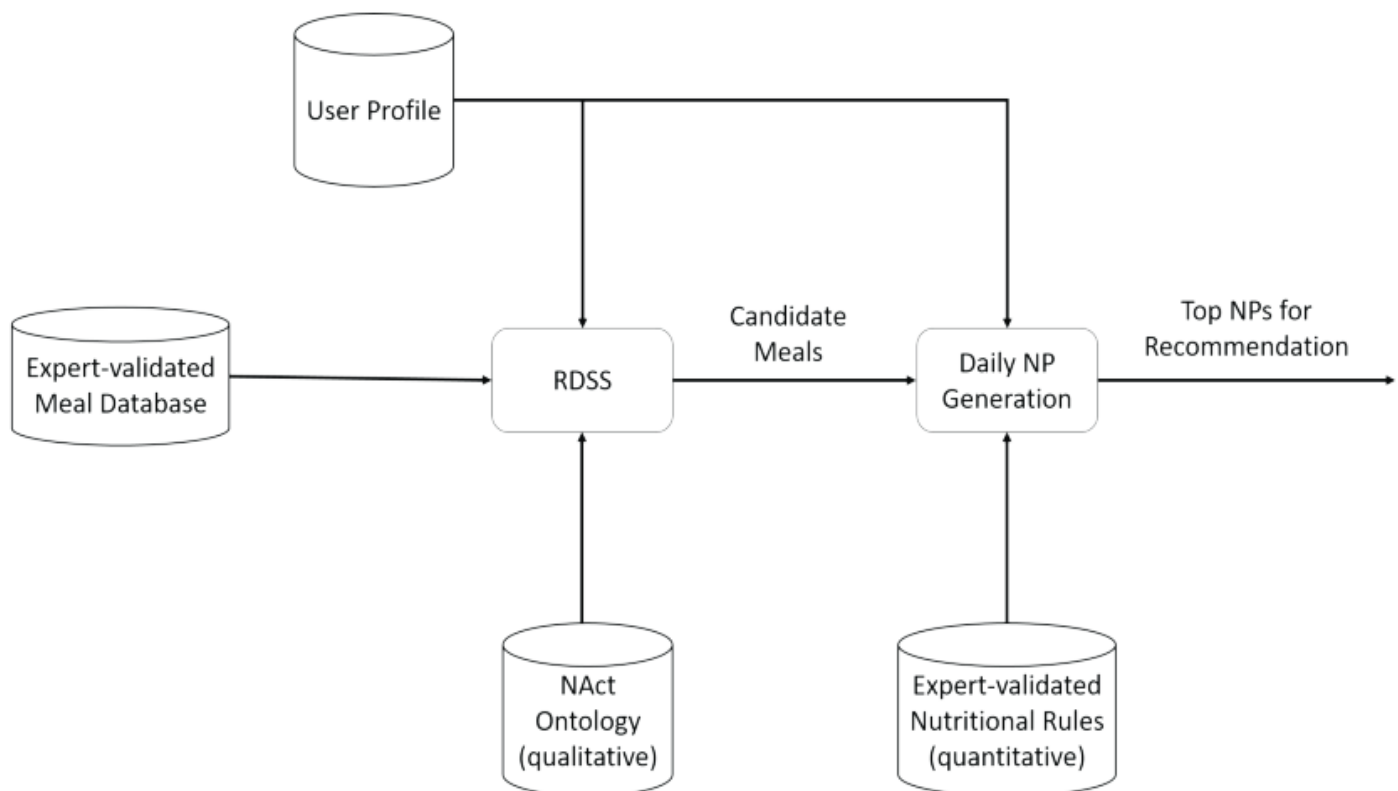 User Profile
Candidate
Meals
Top NPs for
Recommendation
Expert-validated
Meal Database
RDSS
Daily NP
Generation
NAct
Ontology
(qualitative)
Expert-validated
Nutritional Rules
(quantitative)